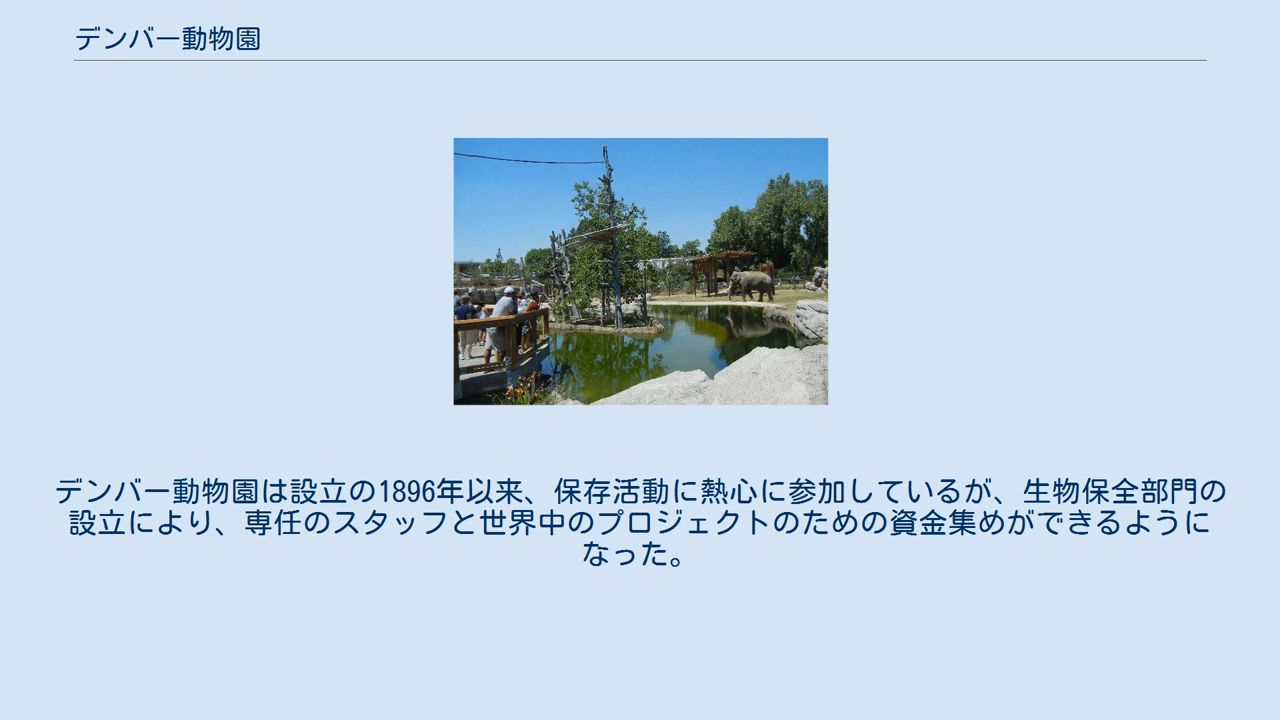 デンバー動物園
デンバー動物園は設立の1896年以来、保存活動に熱心に参加しているが、生物保全部門の
設立により、専任のスタッフと世界中のプロジェクトのための資金集めができるように
なった。